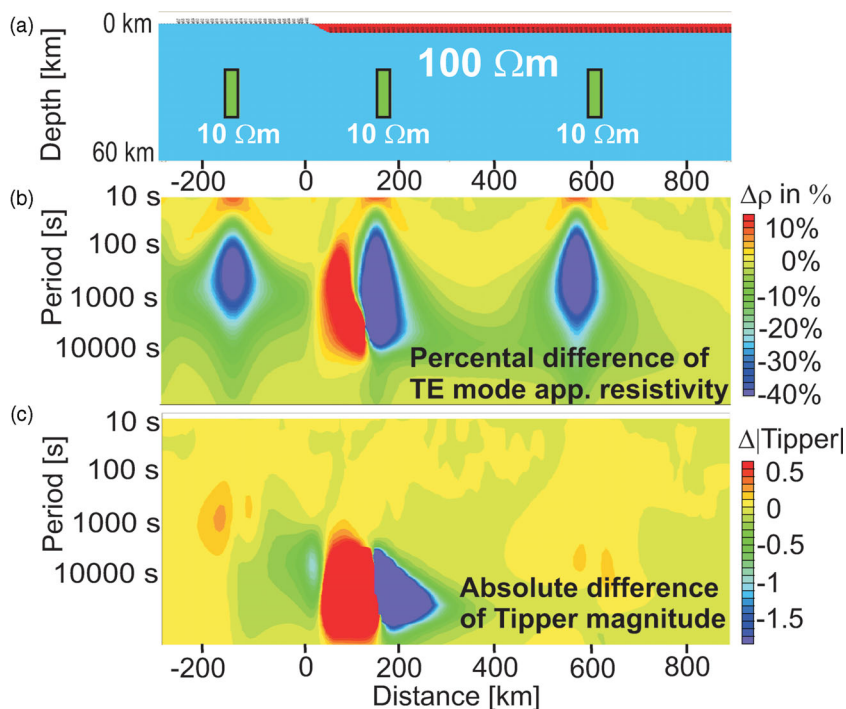 (a)
0 km
Depth [km]
60 km
100 Ωm
10 Ωm
10 Ωm
10 Ωm
-200
0
200
400
600
800
(b)
10 s
100 s
1000 s
10000 s
Period [s]
Percental difference of
TE mode app. resistivity
Δρ in %
10%
0%
-10%
-20%
-30%
-40%
(c)
10 s
100 s
1000 s
10000 s
Period [s]
Absolute difference
of Tipper magnitude
Δ|Tipper|
0.5
0
-0.5
-1
-1.5
-200
0
200
400
600
800
Distance [km]